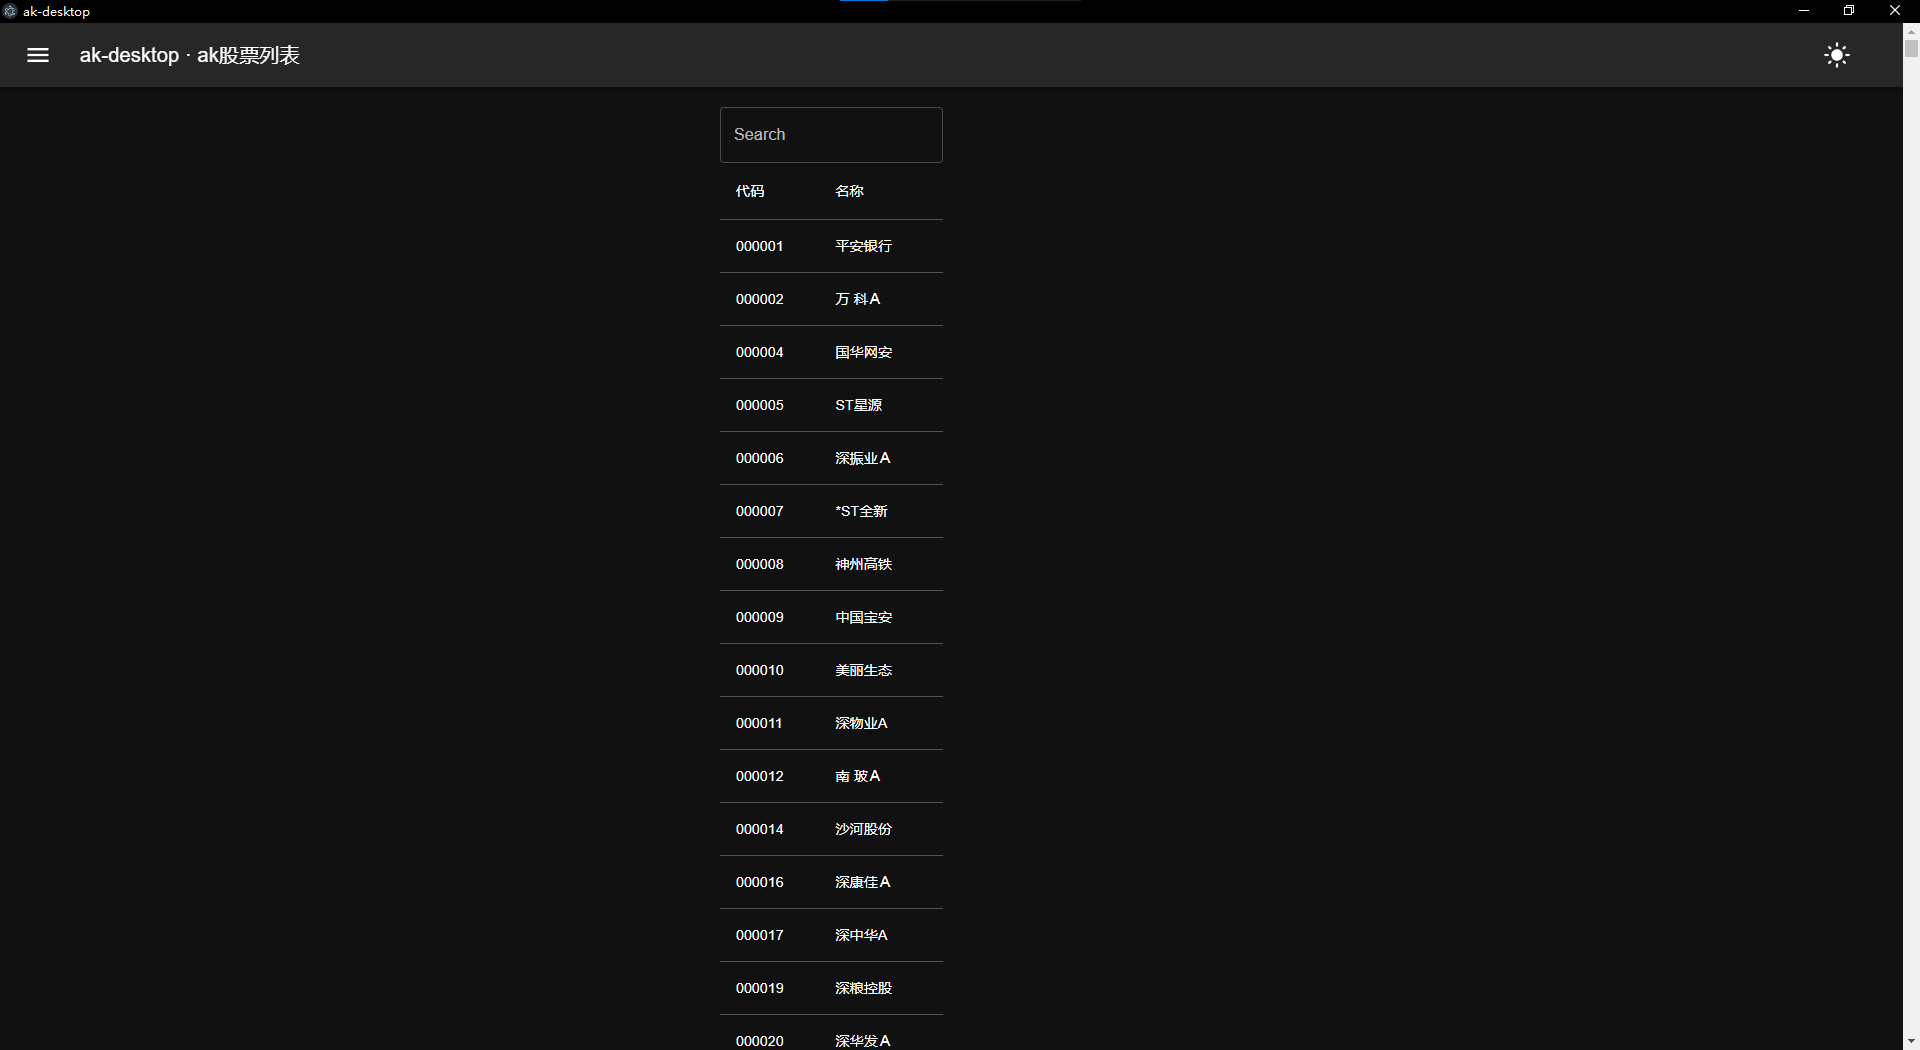 ak-desktop
ak-desktop · ak股票列表
Search
代码 名称
000001 平安银行
000002 万 科Ａ
000004 国华网安
000005 ST星源
000006 深振业Ａ
000007 *ST全新
000008 神州高铁
000009 中国宝安
000010 美丽生态
000011 深物业A
000012 南 玻Ａ
000014 沙河股份
000016 深康佳Ａ
000017 深中华A
000019 深粮控股
000020 深华发Ａ